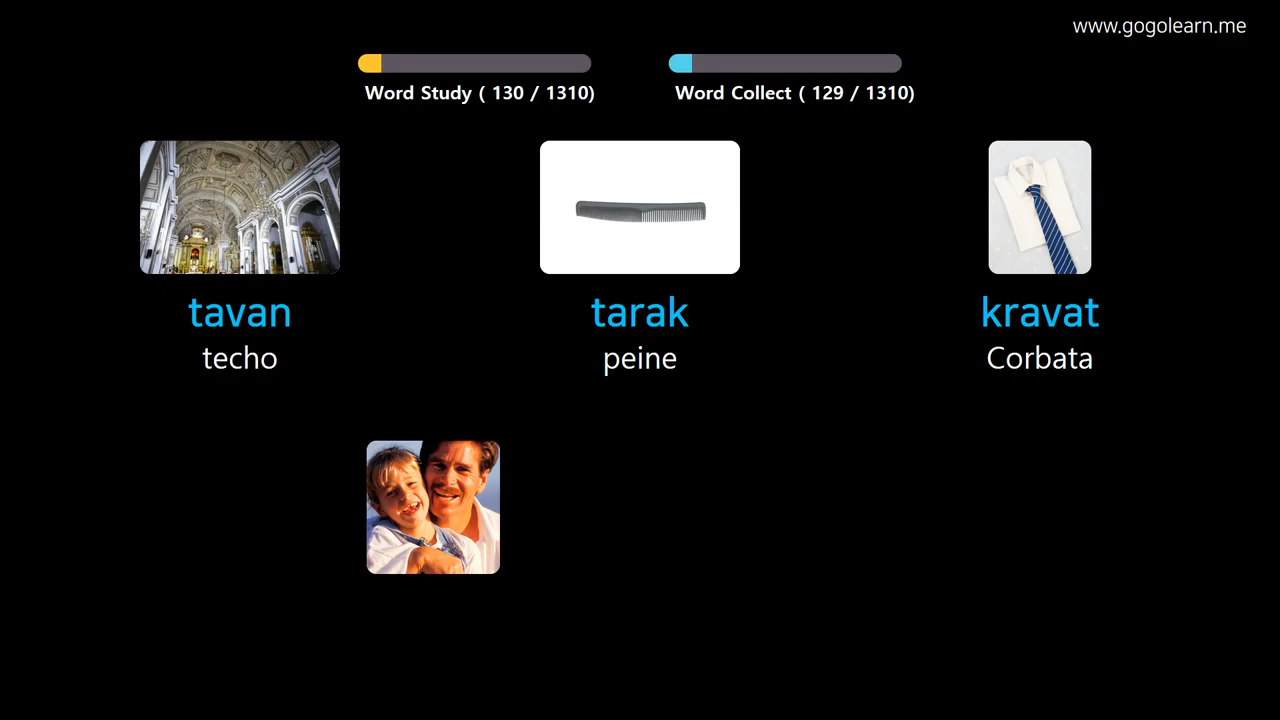 www.gogolearn.me
Word Study ( 130 / 1310)
Word Collect ( 129 / 1310)
tavan
techo
tarak
peine
kravat
Corbata